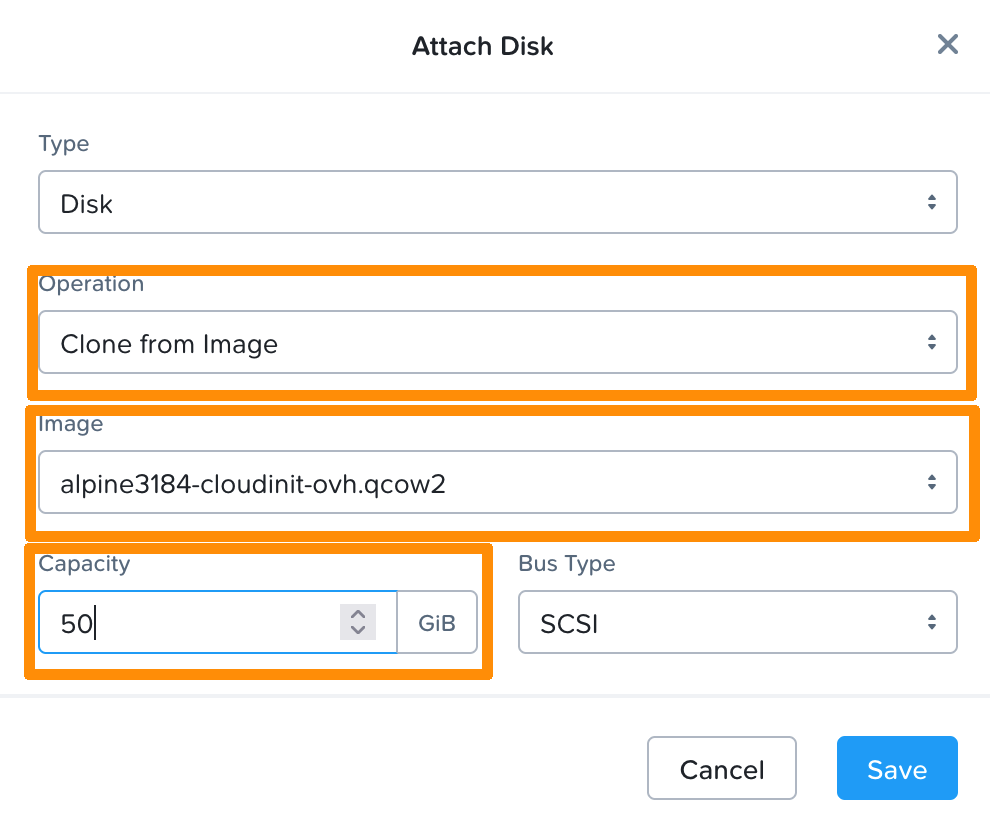 Attach Disk
Type
Disk
Operation
Clone from Image
Image
alpine3184-cloudinit-ovh.qcow2
Capacity
Bus Type
50
GiB
SCSI
Cancel
Save